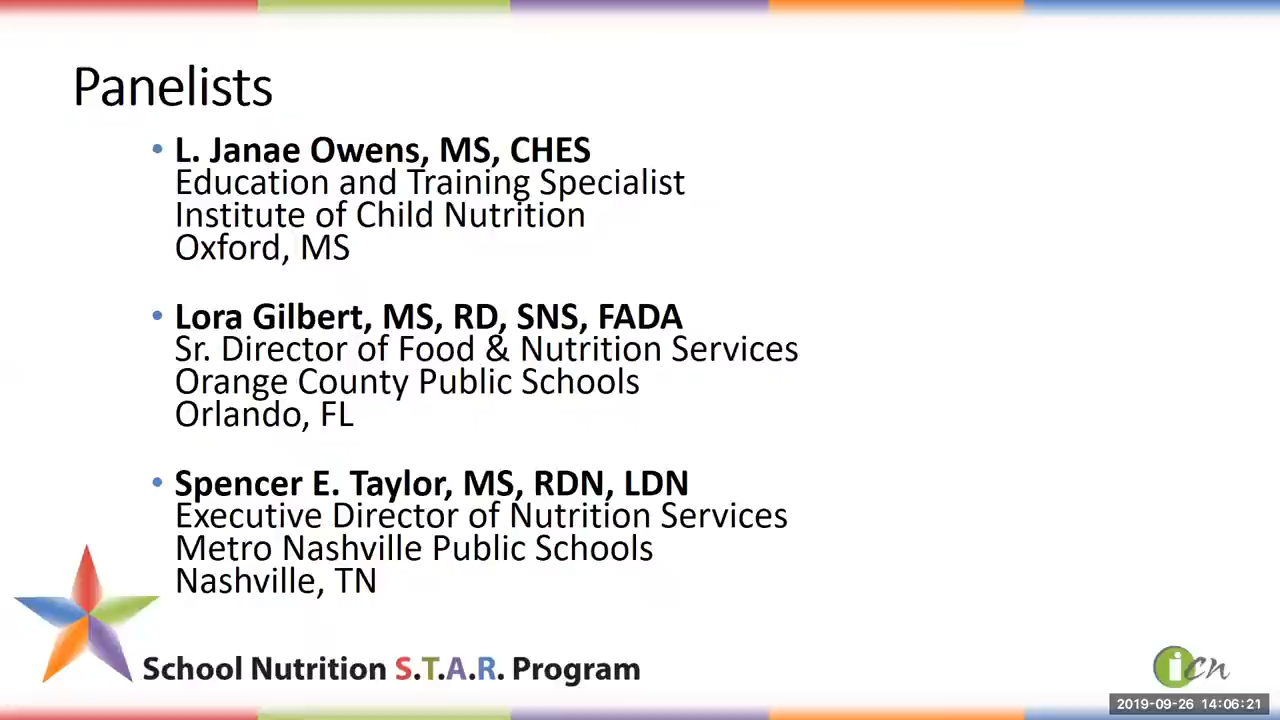 Panelists
• L. Janae Owens, MS, CHES
Education and Training Specialist
Institute of Child Nutrition
Oxford, MS
• Lora Gilbert, MS, RD, SNS, FADA
Sr. Director of Food & Nutrition Services
Orange County Public Schools
Orlando, FL
• Spencer E. Taylor, MS, RDN, LDN
Executive Director of Nutrition Services
Metro Nashville Public Schools
Nashville, TN
School Nutrition S.T.A.R. Program
icn
2019-09-26 14:06:21